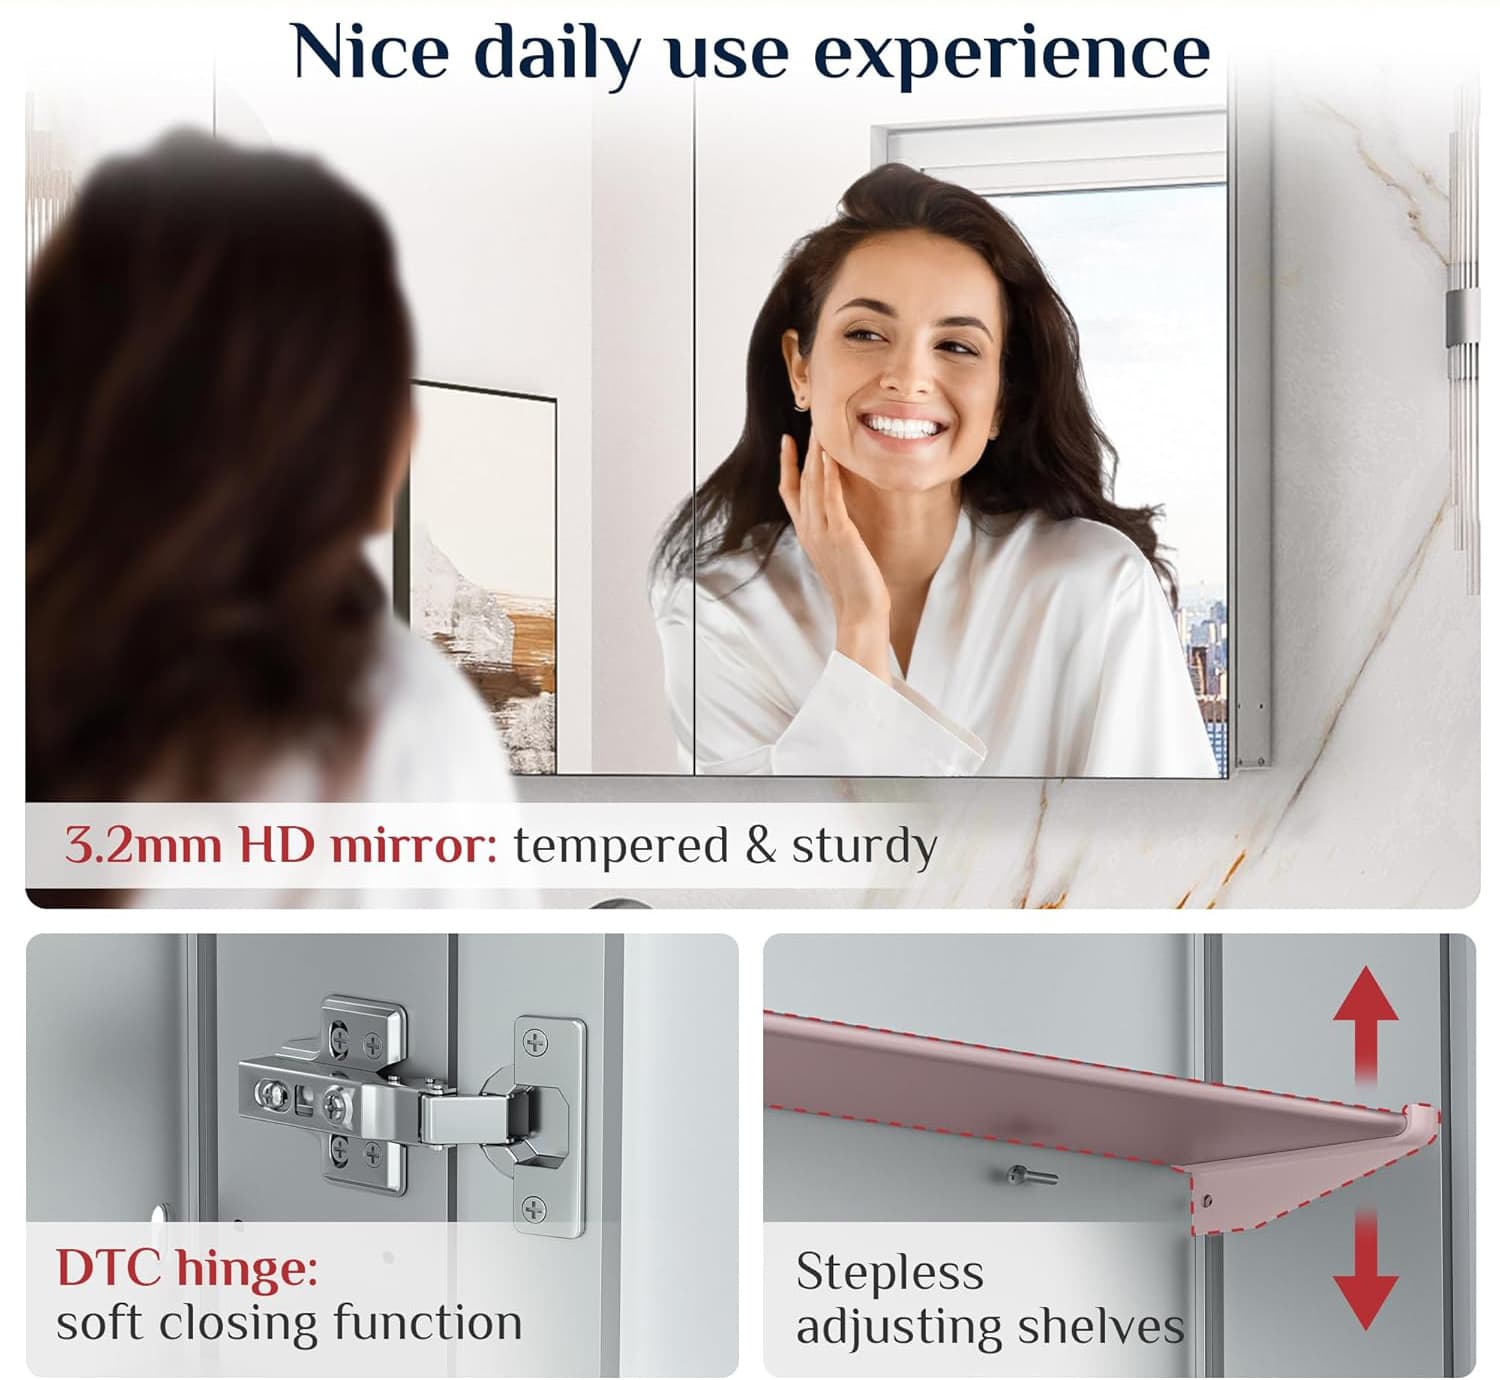 Nice daily use experience
3.2mm HD mirror: tempered & sturdy
DTC hinge:
soft closing function
Stepless
adjusting shelves